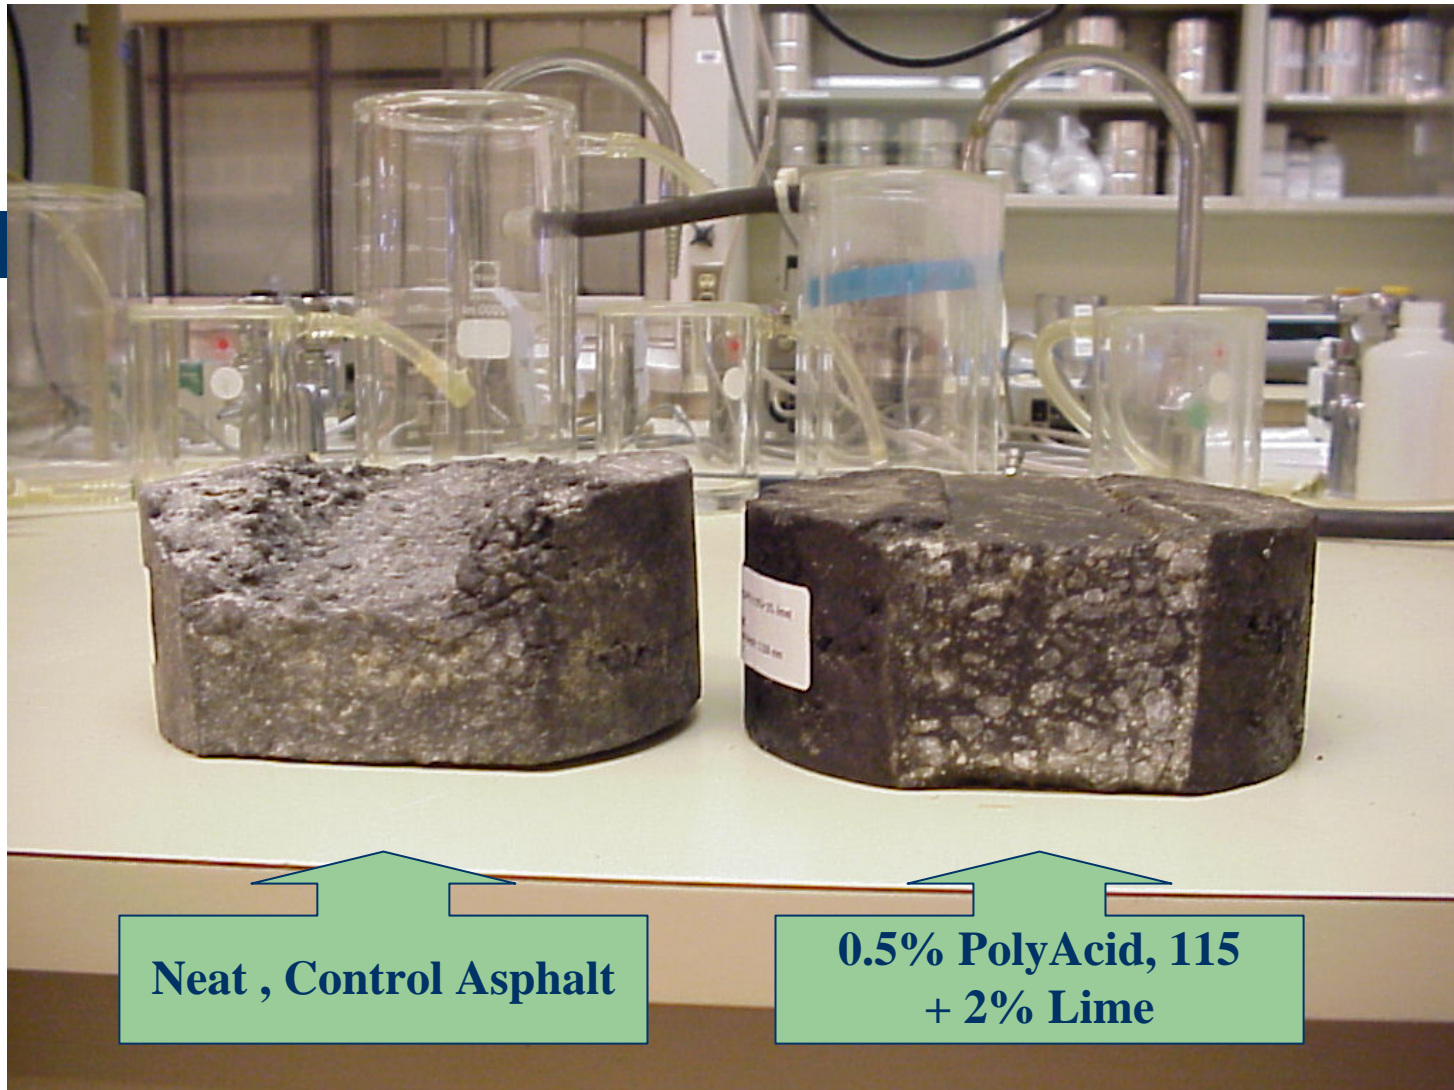 Neat , Control Asphalt
0.5% PolyAcid, 115
+ 2% Lime